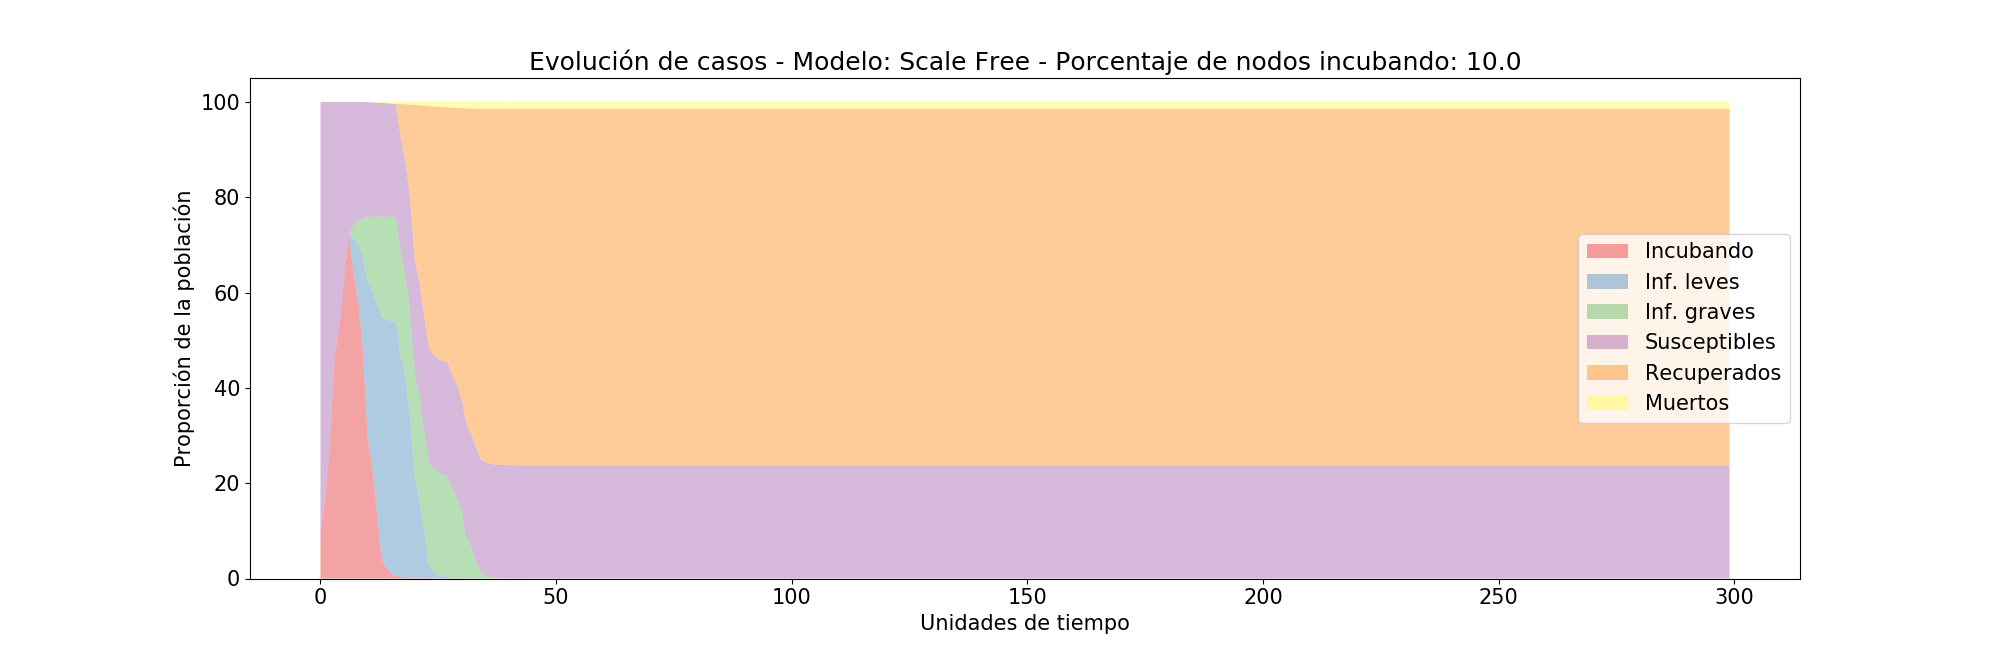 Evolución de casos - Modelo: Scale Free - Porcentaje de nodos incubando: 10.0
Proporción de la población
100
80
60
40
20
0
0 50 100 150 200 250 300
Unidades de tiempo
Incubando
Inf. leves
Inf. graves
Susceptibles
Recuperados
Muertos